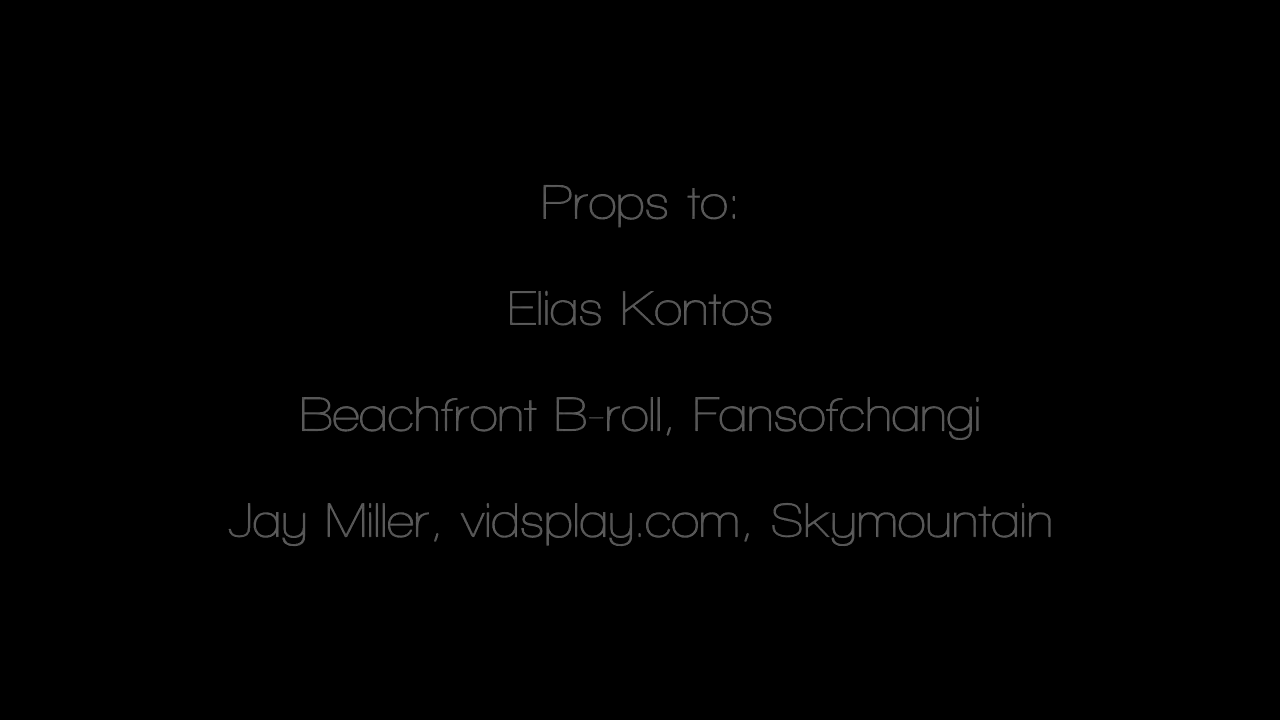 Props to:
Elias Kontos
Beachfront B-roll, Fansofchangi
Jay Miller, vidsplay.com, Skymountain